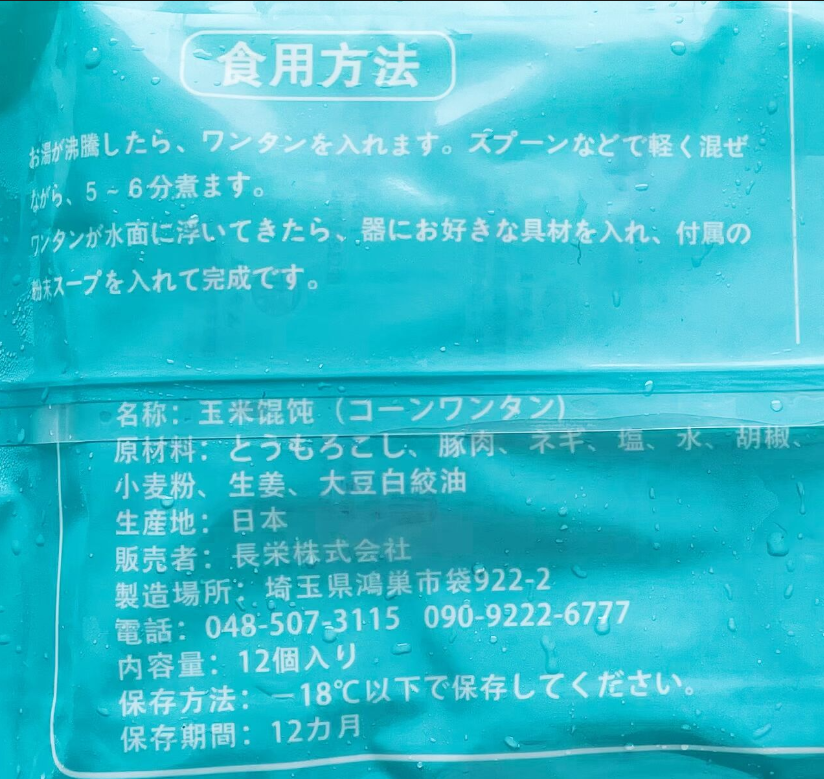 食用方法
お湯が沸騰したら、ワンタンを入れます。スプーンなどで軽く混ぜ
ながら、5~6分煮ます。
ワンタンが水面に浮いてきたら、器にお好きな具材を入れ、付属の
粉末スープを入れて完成です。
名称：玉米馄饨（コーンワンタン）
原材料：とうもろこし、豚肉、ネギ、塩、水、胡椒、
小麦粉、生姜、大豆白絞油
生産地：日本
販売者：長栄株式会社
製造場所：埼玉県鴻巣市袋922-2
電話：048-507-3115 090-9222-6777
内容量：12個入り
保存方法：－18℃以下で保存してください。
保存期間：12カ月